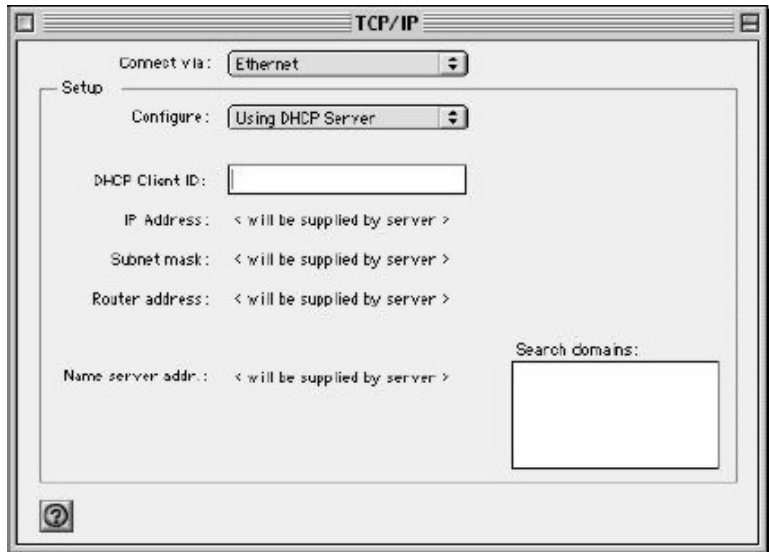 TCP/IP
Connect via: Ethernet
Setup
Configure: Using DHCP Server
DHCP Client ID:
IP Address: < will be supplied by server >
Subnet mask: < will be supplied by server >
Router address: < will be supplied by server >
Search domains:
Name server addr.: < will be supplied by server >
?